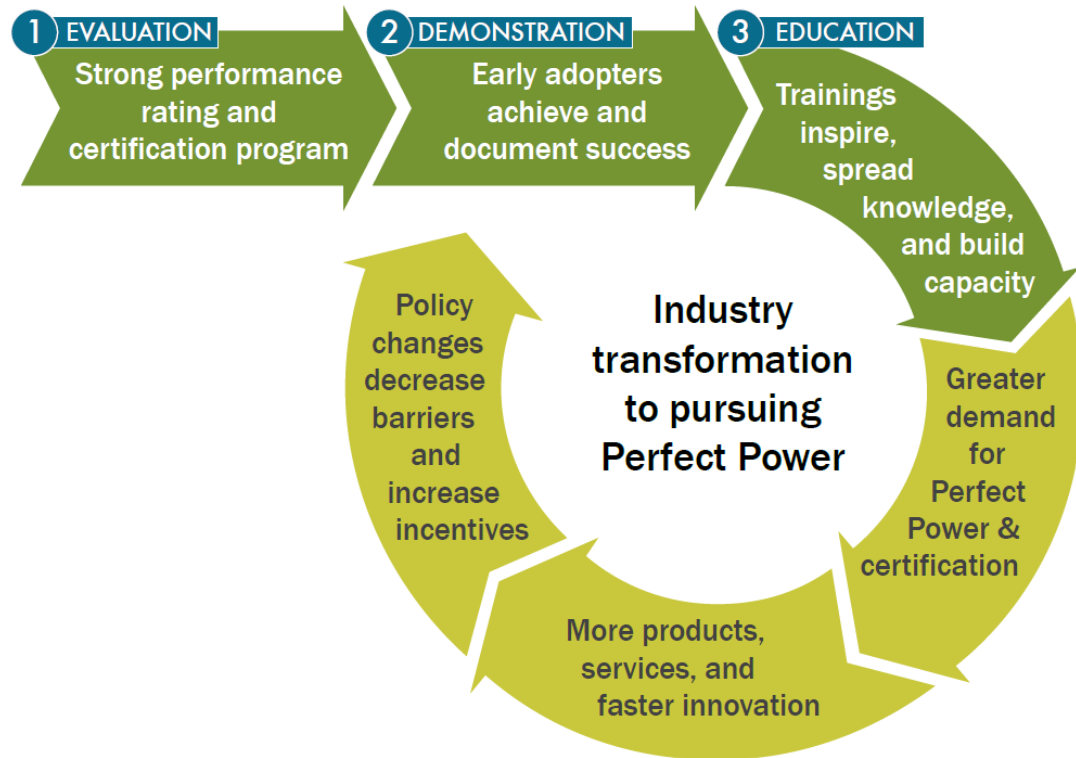 1 EVALUATION
Strong performance
rating and
certification program
2 DEMONSTRATION
Early adopters
achieve and
document success
3 EDUCATION
Trainings
inspire,
spread
knowledge,
and build
capacity
Greater
demand
for
Perfect
Power &
certification
More products,
services, and
faster innovation
Policy
changes
decrease
barriers
and
increase
incentives
Industry
transformation
to pursuing
Perfect Power